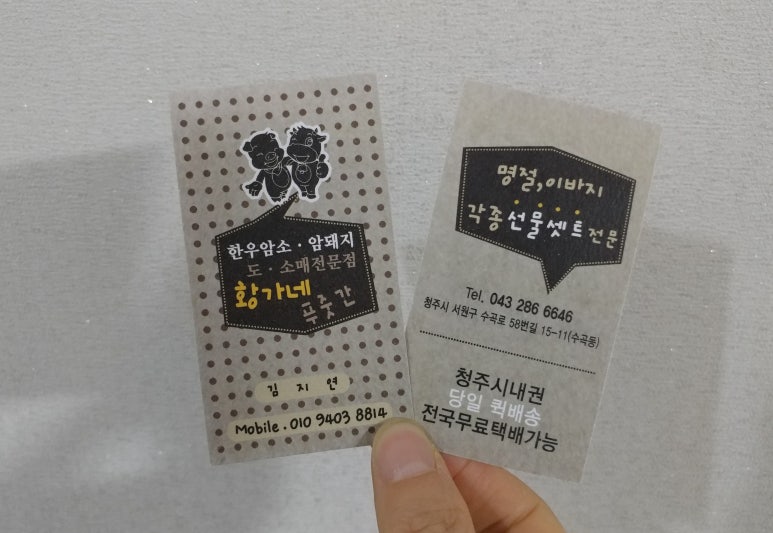 한우암소 · 암돼지
도 · 소매전문점
황가네
푸줏간
김 지 연
Mobile . 010 9403 8814
명절, 이바지
각종 선물셋트 전문
Tel. 043 286 6646
청주시 서원구 수곡로 58번길 15-11(수곡동)
청주시내권
당일 퀵배송
전국무료택배가능